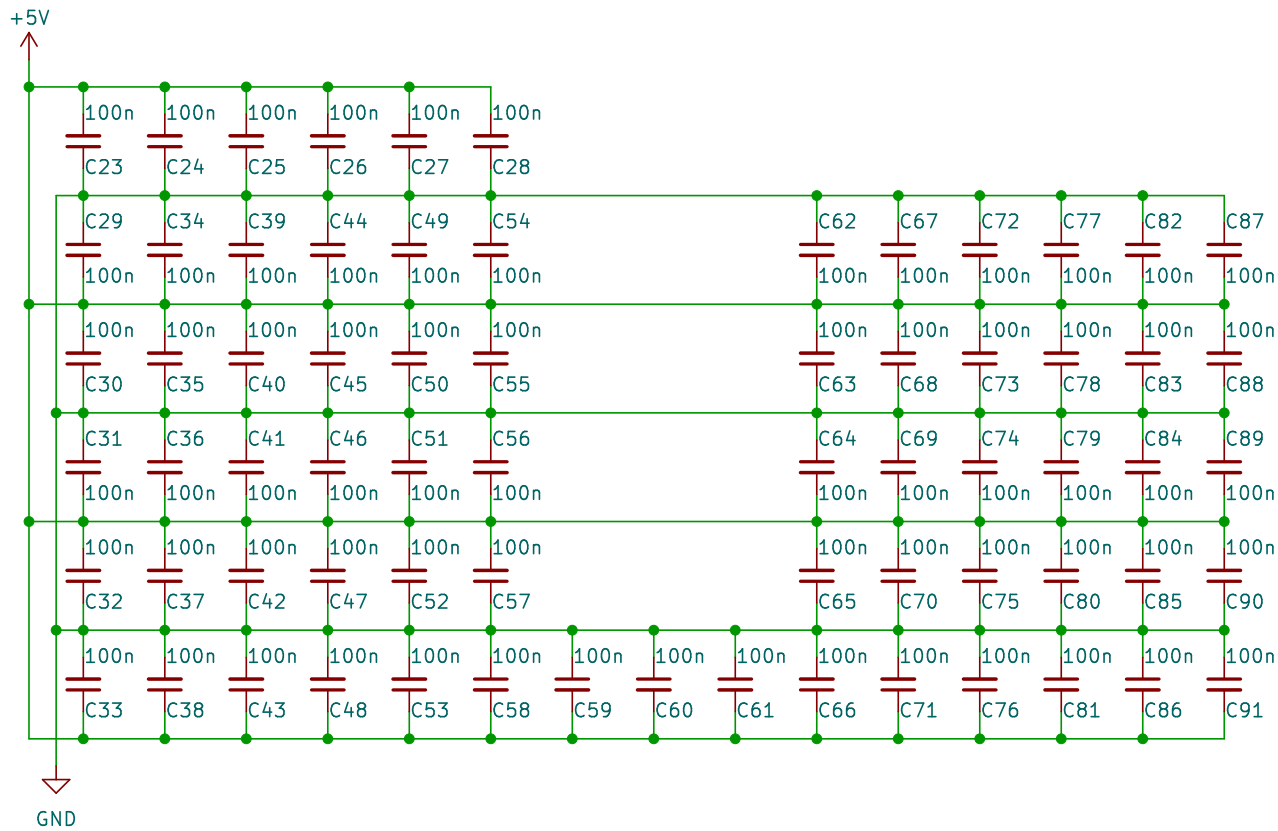 +5V
100n 100n 100n 100n 100n 100n
C23 C24 C25 C26 C27 C28
C29 C34 C39 C44 C49 C54 C62 C67 C72 C77 C82 C87
100n 100n 100n 100n 100n 100n 100n 100n 100n 100n 100n 100n
100n 100n 100n 100n 100n 100n 100n 100n 100n 100n 100n 100n
C30 C35 C40 C45 C50 C55 C63 C68 C73 C78 C83 C88
C31 C36 C41 C46 C51 C56 C64 C69 C74 C79 C84 C89
100n 100n 100n 100n 100n 100n 100n 100n 100n 100n 100n 100n
100n 100n 100n 100n 100n 100n 100n 100n 100n 100n 100n 100n
C32 C37 C42 C47 C52 C57 C65 C70 C75 C80 C85 C90
100n 100n 100n 100n 100n 100n 100n 100n 100n 100n 100n 100n 100n 100n 100n
C33 C38 C43 C48 C53 C58 C59 C60 C61 C66 C71 C76 C81 C86 C91
GND